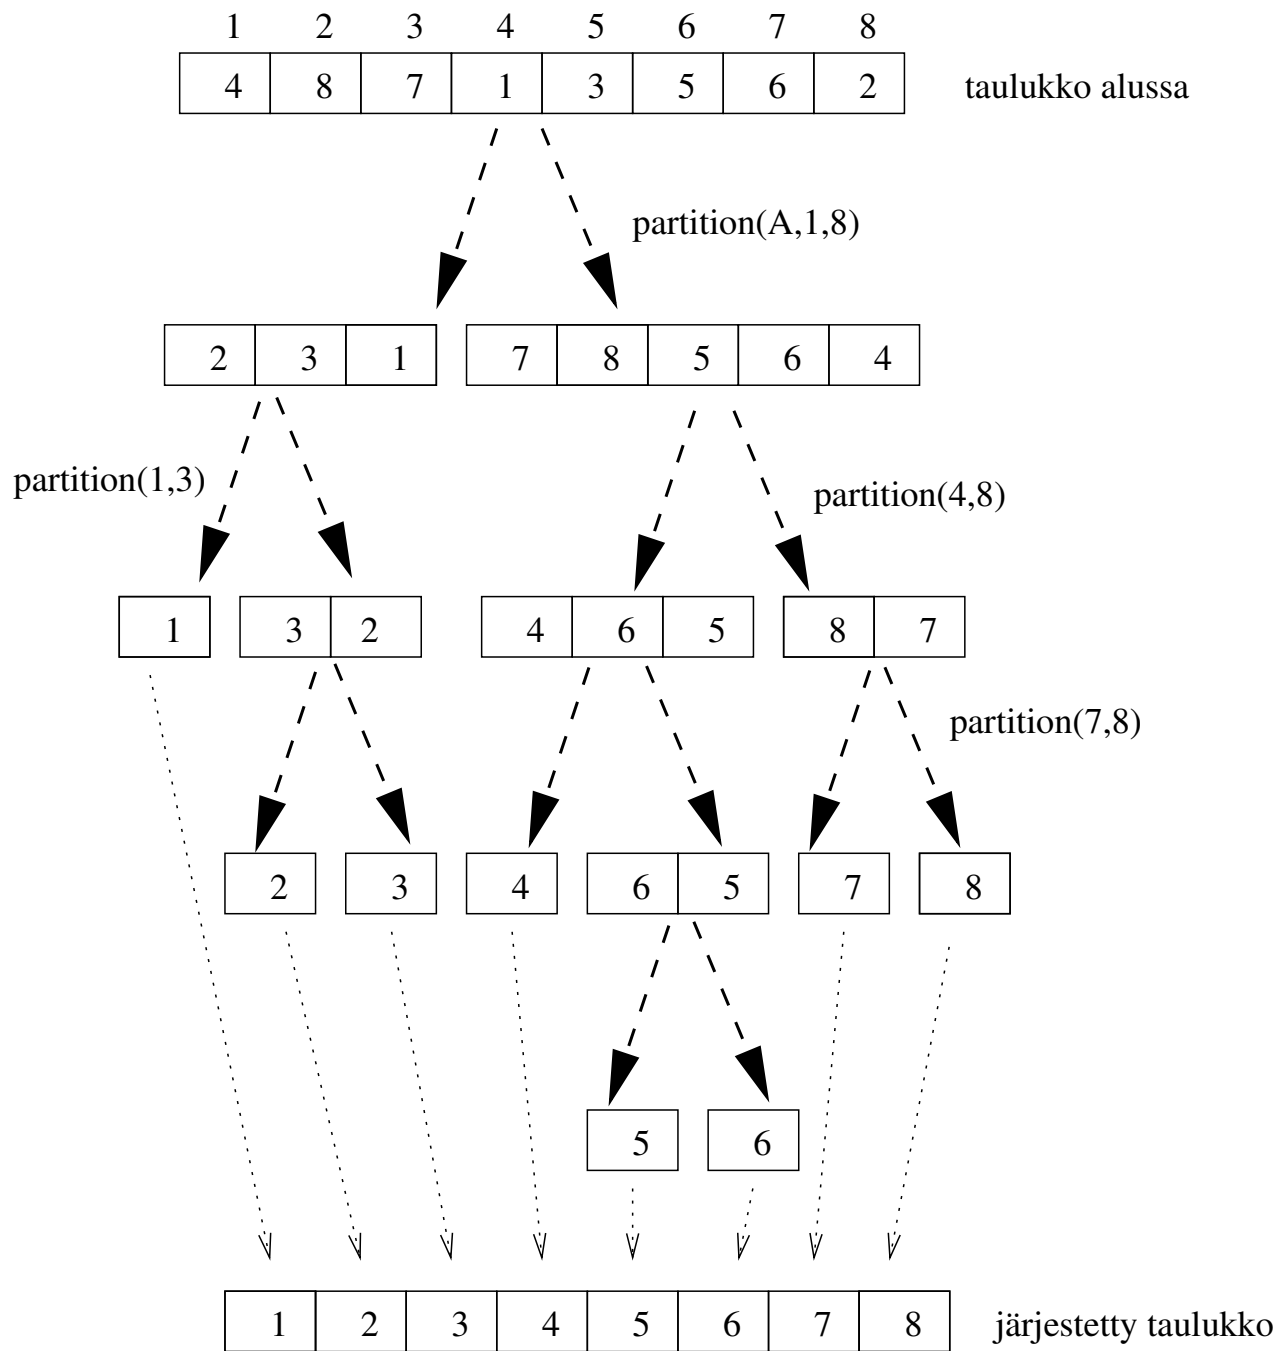 1 2 3 4 5 6 7 8
4 8 7 1 3 5 6 2 taulukko alussa
partition(A,1,8)
2 3 1 7 8 5 6 4
partition(1,3)
partition(4,8)
1 3 2 4 6 5 8 7
partition(7,8)
2 3 4 6 5 7 8
5 6
1 2 3 4 5 6 7 8 järjestetty taulukko